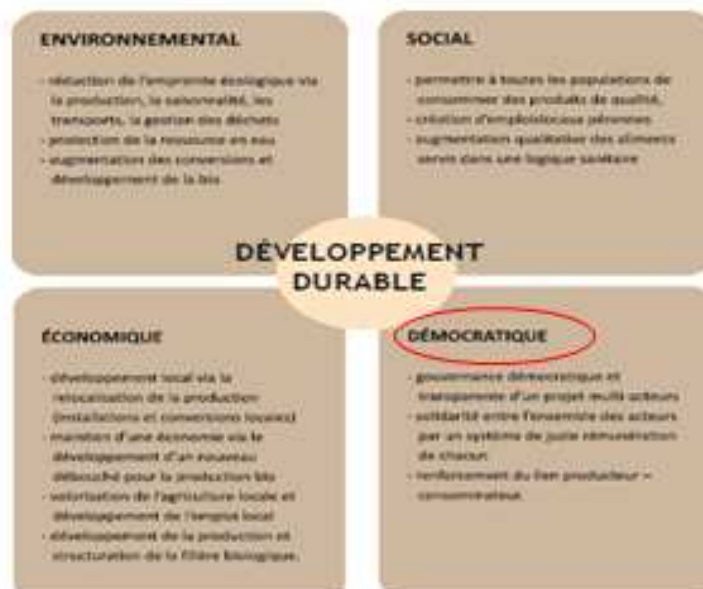 ENVIRONNEMENTAL
- réduction de l'empreinte écologique via
la production, la saisonnalité, les
transports, la gestion des déchets
- protection de la ressource en eau
- augmentation des conversions et
développement de la bio
SOCIAL
- permettre à toutes les populations de
consommer des produits de qualité,
- création d'emplois locaux pérennes
- augmentation qualitative des aliments
servis dans une logique sanitaire
DÉVELOPPEMENT
DURABLE
ÉCONOMIQUE
- développement local via la
relocalisation de la production
(installations et conversions locales)
- maintien d'une économie via le
développement d'un nouveau
débouché pour la production bio
- valorisation de l'agriculture locale et
développement de l'emploi local
- développement de la production et
structuration de la filière biologique.
DÉMOCRATIQUE
- gouvernance démocratique et
transparente d'un projet multi acteurs
- solidarité entre l'ensemble des acteurs
par un système de juste rémunération
de chacun
- renforcement du lien producteur –
consommateur.